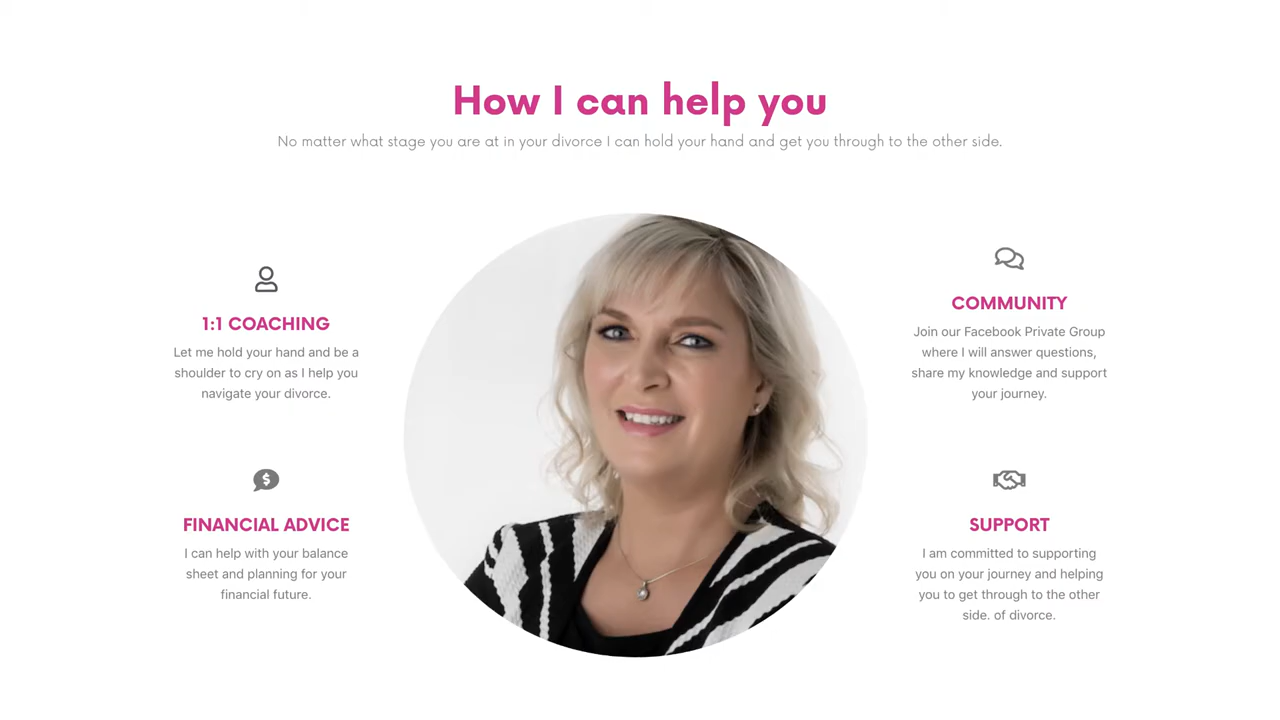 How I can help you
No matter what stage you are at in your divorce I can hold your hand and get you through to the other side.
1:1 COACHING
Let me hold your hand and be a
shoulder to cry on as I help you
navigate your divorce.
FINANCIAL ADVICE
I can help with your balance
sheet and planning for your
financial future.
COMMUNITY
Join our Facebook Private Group
where I will answer questions,
share my knowledge and support
your journey.
SUPPORT
I am committed to supporting
you on your journey and helping
you to get through to the other
side. of divorce.